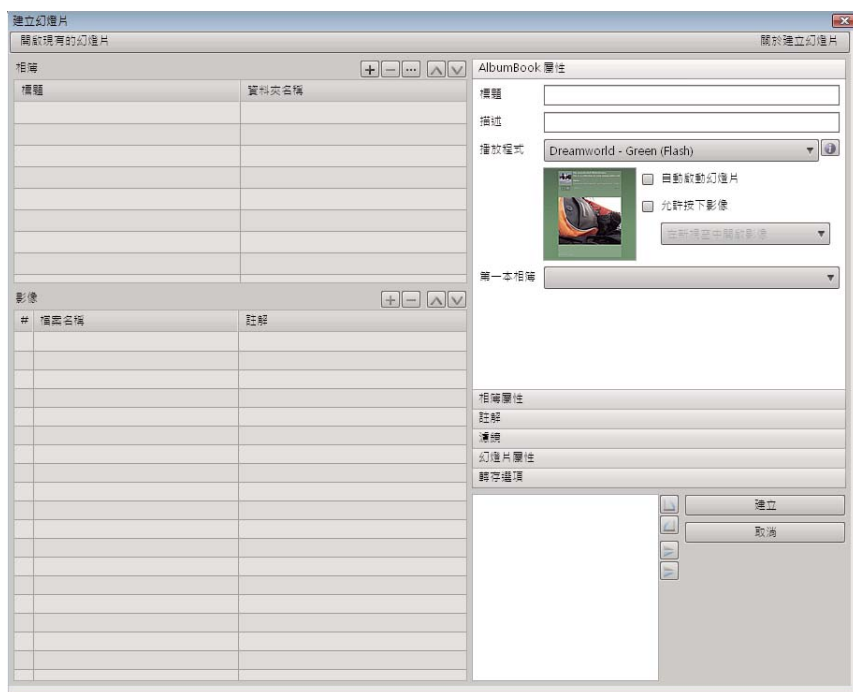 建立幻燈片
開啟現有的幻燈片
關於建立幻燈片
相簿
標題
資料夾名稱
影像
# 檔案名稱 註解
AlbumBook 屬性
標題
描述
播放程式 Dreamworld - Green (Flash)
自動啟動幻燈片
允許按下影像
在新視窗中開啟影像
第一本相簿
相簿屬性
註解
濾鏡
幻燈片屬性
轉存選項
建立
取消